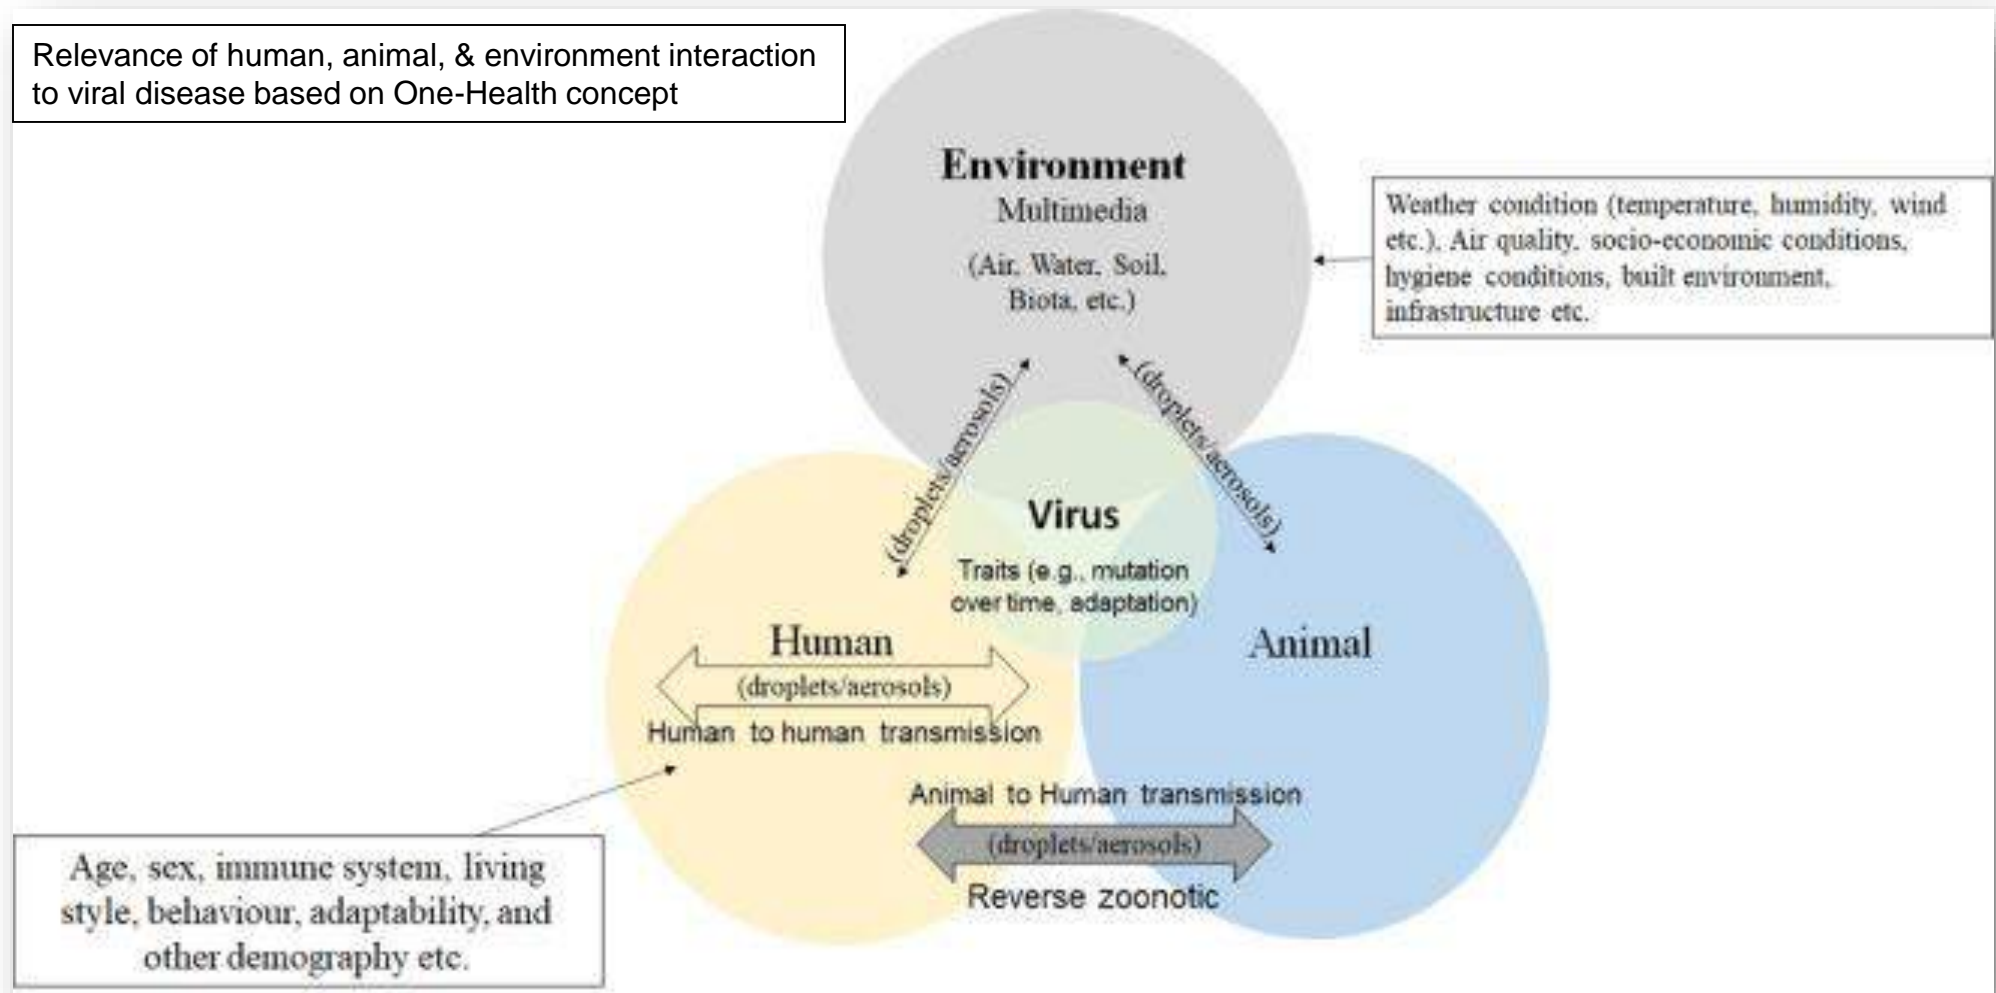 Relevance of human, animal, & environment interaction
to viral disease based on One-Health concept
Environment
Multimedia
(Air, Water, Soil,
Biota, etc.)
Weather condition (temperature, humidity, wind
etc.), Air quality, socio-economic conditions,
hygiene conditions, built environment,
infrastructure etc.
(droplets/aerosols)
(droplets/aerosols)
Virus
Traits (e.g., mutation
over time, adaptation)
Human
(droplets/aerosols)
Human to human transmission
Animal
Animal to Human transmission
(droplets/aerosols)
Reverse zoonotic
Age, sex, immune system, living
style, behaviour, adaptability, and
other demography etc.